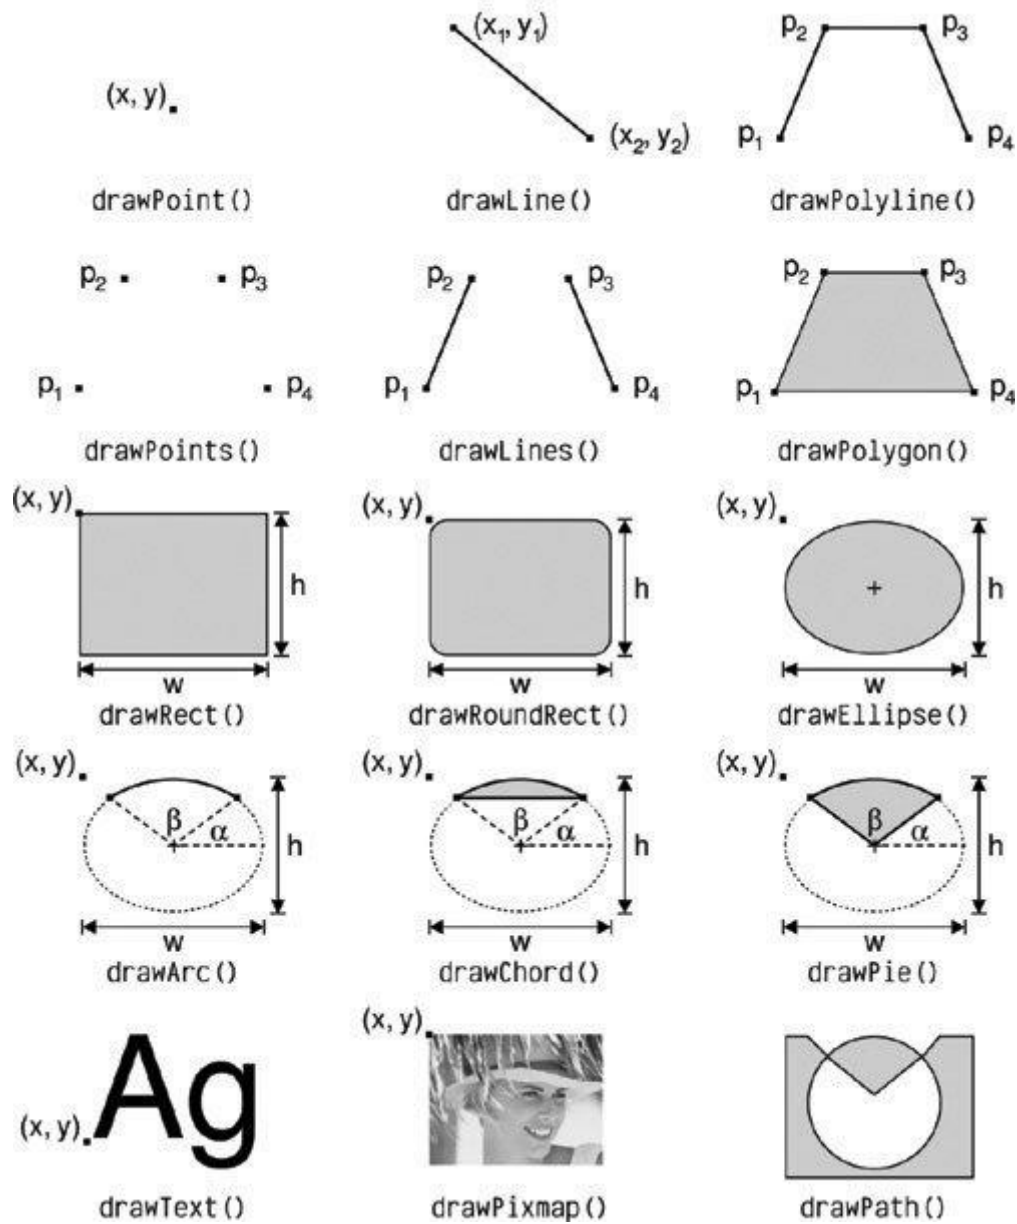 (x₁, y₁) p₂ p₃
(x, y)
(x₂, y₂) p₁ p₄
drawPoint() drawLine() drawPolyline()
p₂ p₃ p₂ p₃ p₂ p₃
p₁ p₄ p₁ p₄ p₁ p₄
drawPoints() drawLines() drawPolygon()
(x, y) (x, y) (x, y)
h h h
w w w
drawRect() drawRoundRect() drawEllipse()
(x, y) (x, y) (x, y)
β α h β α h β α h
w w w
drawArc() drawChord() drawPie()
(x, y)
Ag
(x, y)
drawText() drawPixmap() drawPath()